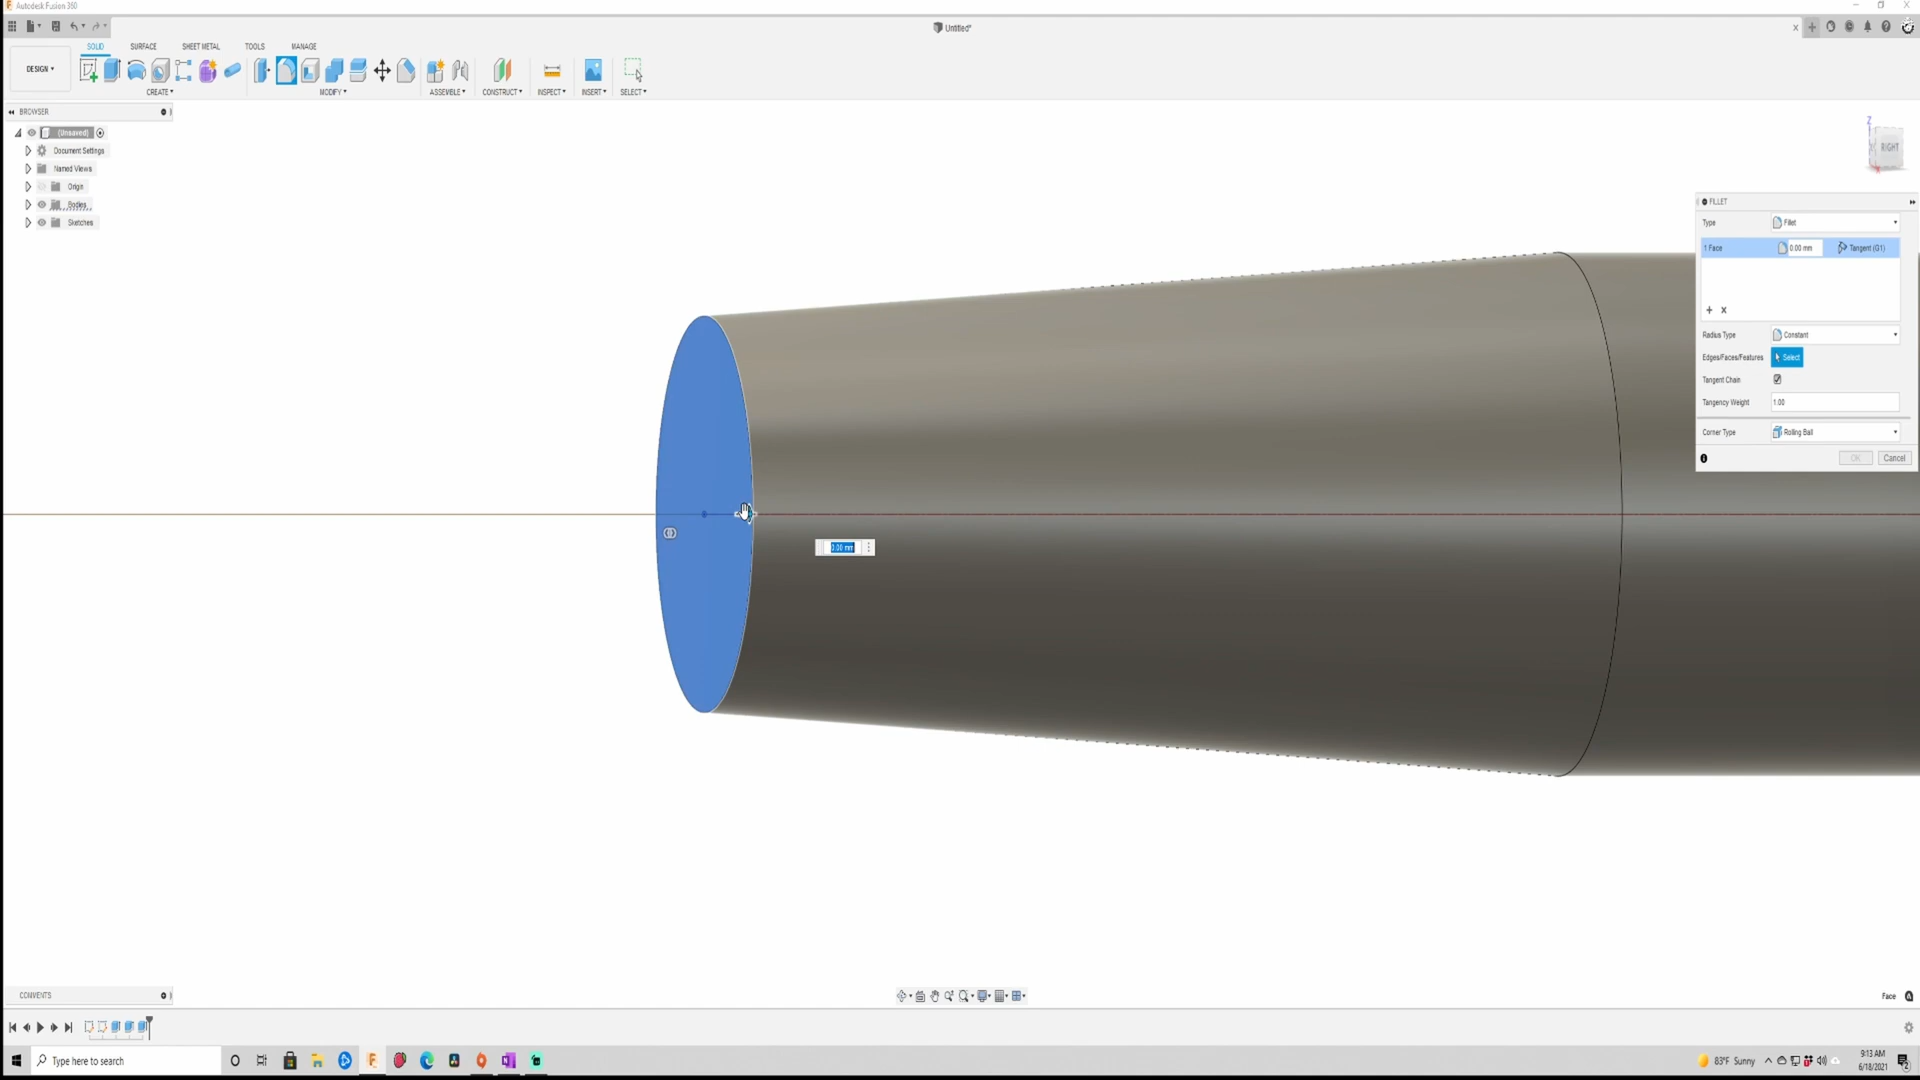 Autodesk Fusion 360
Untitled*
SOLID SURFACE SHEET METAL TOOLS MANAGE
DESIGN
CREATE MODIFY ASSEMBLE CONSTRUCT INSPECT INSERT SELECT
BROWSER
(Unsaved)
Document Settings
Named Views
Origin
Bodies
Sketches
Z
RIGHT
X
FILLET
Type Fillet
1 Face 0.00 mm Tangent (G1)
Radius Type Constant
Edges/Faces/Features Select
Tangent Chain
Tangency Weight 1.00
Corner Type Rolling Ball
OK Cancel
0.00 mm
COMMENTS
Face
Type here to search
83°F Sunny
9:13 AM
6/18/2021